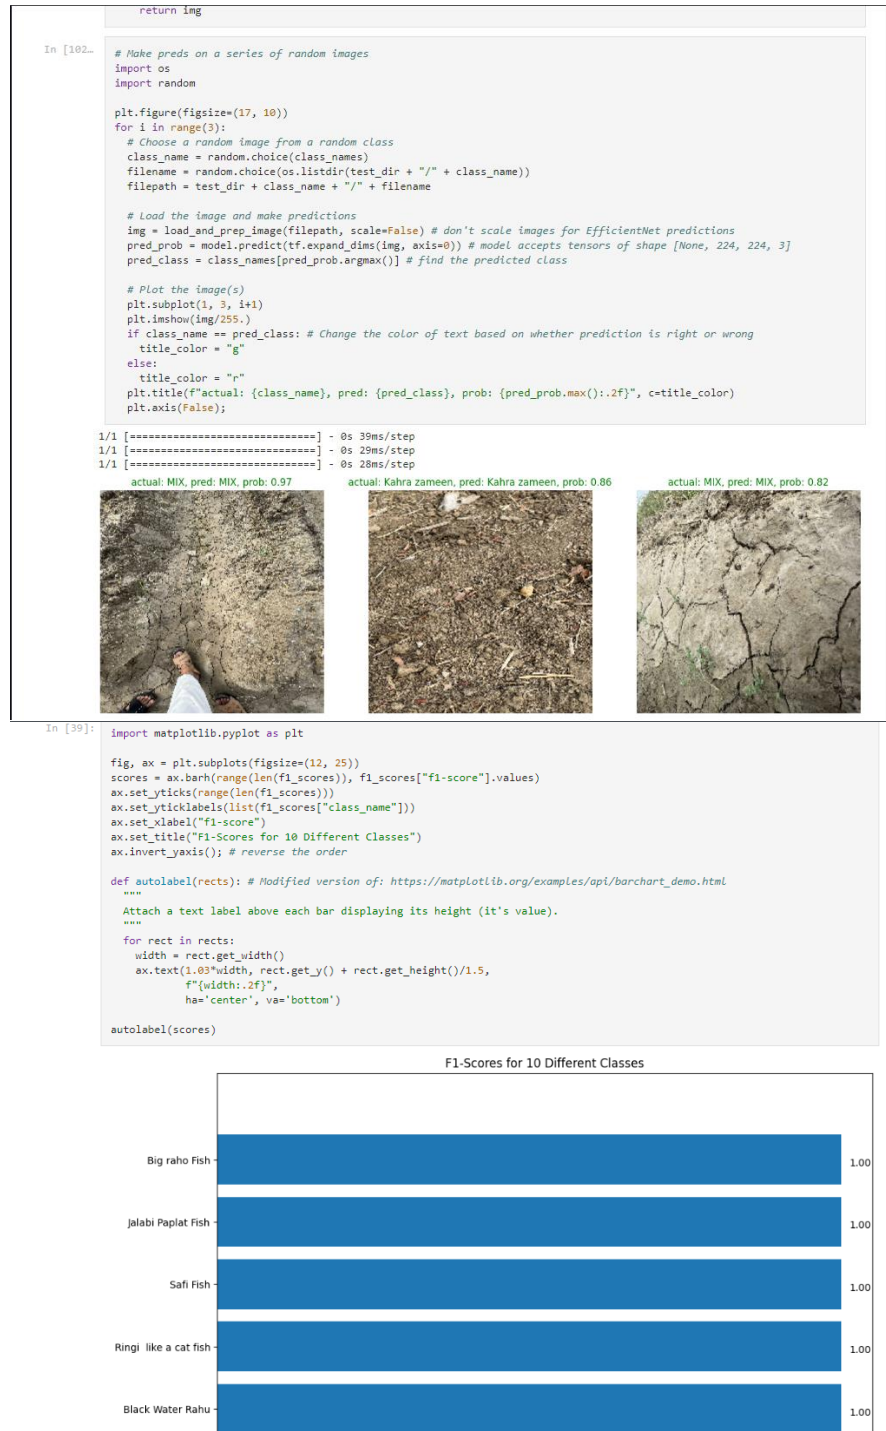 return img
In [102…
# Make preds on a series of random images
import os
import random
plt.figure(figsize=(17, 10))
for i in range(3):
# Choose a random image from a random class
class_name = random.choice(class_names)
filename = random.choice(os.listdir(test_dir + "/" + class_name))
filepath = test_dir + class_name + "/" + filename
# Load the image and make predictions
img = load_and_prep_image(filepath, scale=False) # don't scale images for EfficientNet predictions
pred_prob = model.predict(tf.expand_dims(img, axis=0)) # model accepts tensors of shape [None, 224, 224, 3]
pred_class = class_names[pred_prob.argmax()] # find the predicted class
# Plot the image(s)
plt.subplot(1, 3, i+1)
plt.imshow(img/255.)
if class_name == pred_class: # Change the color of text based on whether prediction is right or wrong
title_color = "g"
else:
title_color = "r"
plt.title(f"actual: {class_name}, pred: {pred_class}, prob: {pred_prob.max():.2f}", c=title_color)
plt.axis(False);
1/1 [==============================] - 0s 39ms/step
1/1 [==============================] - 0s 29ms/step
1/1 [==============================] - 0s 28ms/step
actual: MIX, pred: MIX, prob: 0.97
actual: Kahra zameen, pred: Kahra zameen, prob: 0.86
actual: MIX, pred: MIX, prob: 0.82
In [39]:
import matplotlib.pyplot as plt
fig, ax = plt.subplots(figsize=(12, 25))
scores = ax.barh(range(len(f1_scores)), f1_scores["f1-score"].values)
ax.set_yticks(range(len(f1_scores)))
ax.set_yticklabels(list(f1_scores["class_name"]))
ax.set_xlabel("f1-score")
ax.set_title("F1-Scores for 10 Different Classes")
ax.invert_yaxis(); # reverse the order
def autolabel(rects): # Modified version of: https://matplotlib.org/examples/api/barchart_demo.html
"""
Attach a text label above each bar displaying its height (it's value).
"""
for rect in rects:
width = rect.get_width()
ax.text(1.03*width, rect.get_y() + rect.get_height()/1.5,
f"{width:.2f}",
ha='center', va='bottom')
autolabel(scores)
F1-Scores for 10 Different Classes
Big raho Fish
1.00
Jalabi Paplat Fish
1.00
Safi Fish
1.00
Ringi  like a cat fish
1.00
Black Water Rahu
1.00